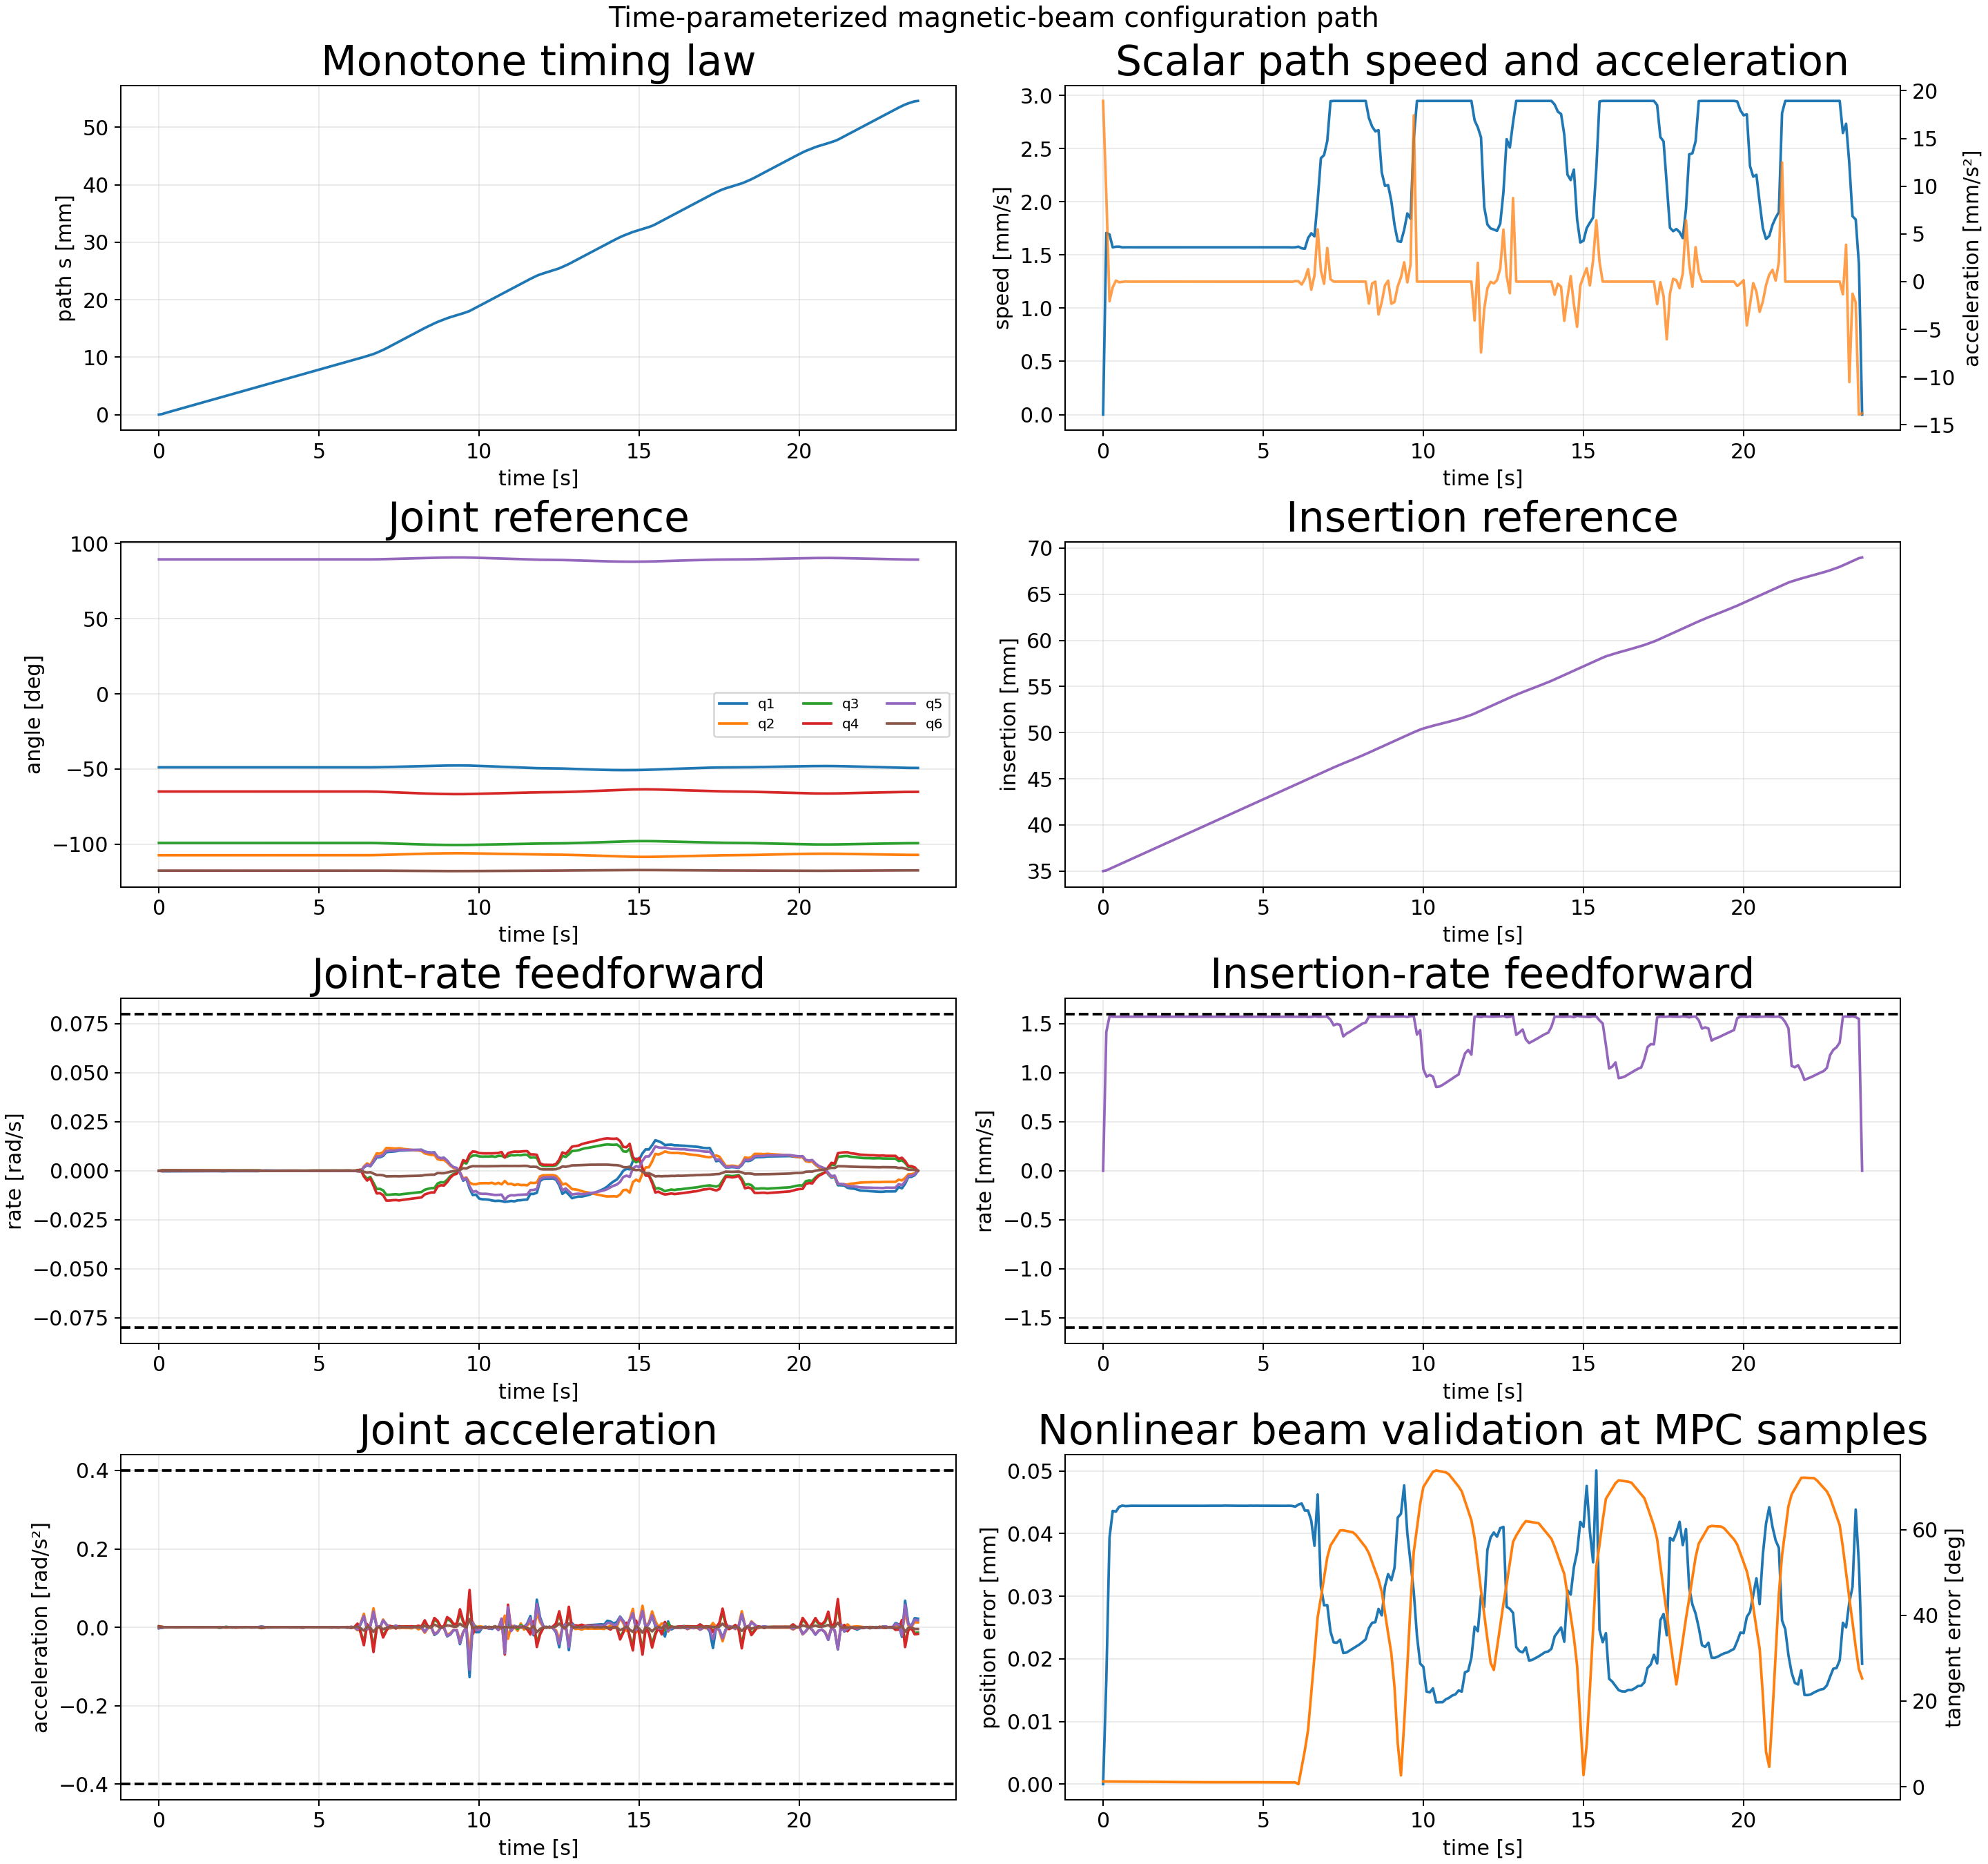 Time-parameterized magnetic-beam configuration path
Monotone timing law
50
40
30
20
10
0
path s [mm]
0 5 10 15 20
time [s]
Scalar path speed and acceleration
3.0
2.5
2.0
1.5
1.0
0.5
0.0
speed [mm/s]
20
15
10
5
0
−5
−10
−15
acceleration [mm/s²]
0 5 10 15 20
time [s]
Joint reference
100
50
0
−50
−100
angle [deg]
q1 q3 q5
q2 q4 q6
0 5 10 15 20
time [s]
Insertion reference
70
65
60
55
50
45
40
35
insertion [mm]
0 5 10 15 20
time [s]
Joint-rate feedforward
0.075
0.050
0.025
0.000
−0.025
−0.050
−0.075
rate [rad/s]
0 5 10 15 20
time [s]
Insertion-rate feedforward
1.5
1.0
0.5
0.0
−0.5
−1.0
−1.5
rate [mm/s]
0 5 10 15 20
time [s]
Joint acceleration
0.4
0.2
0.0
−0.2
−0.4
acceleration [rad/s²]
0 5 10 15 20
time [s]
Nonlinear beam validation at MPC samples
0.05
0.04
0.03
0.02
0.01
0.00
position error [mm]
60
40
20
0
tangent error [deg]
0 5 10 15 20
time [s]